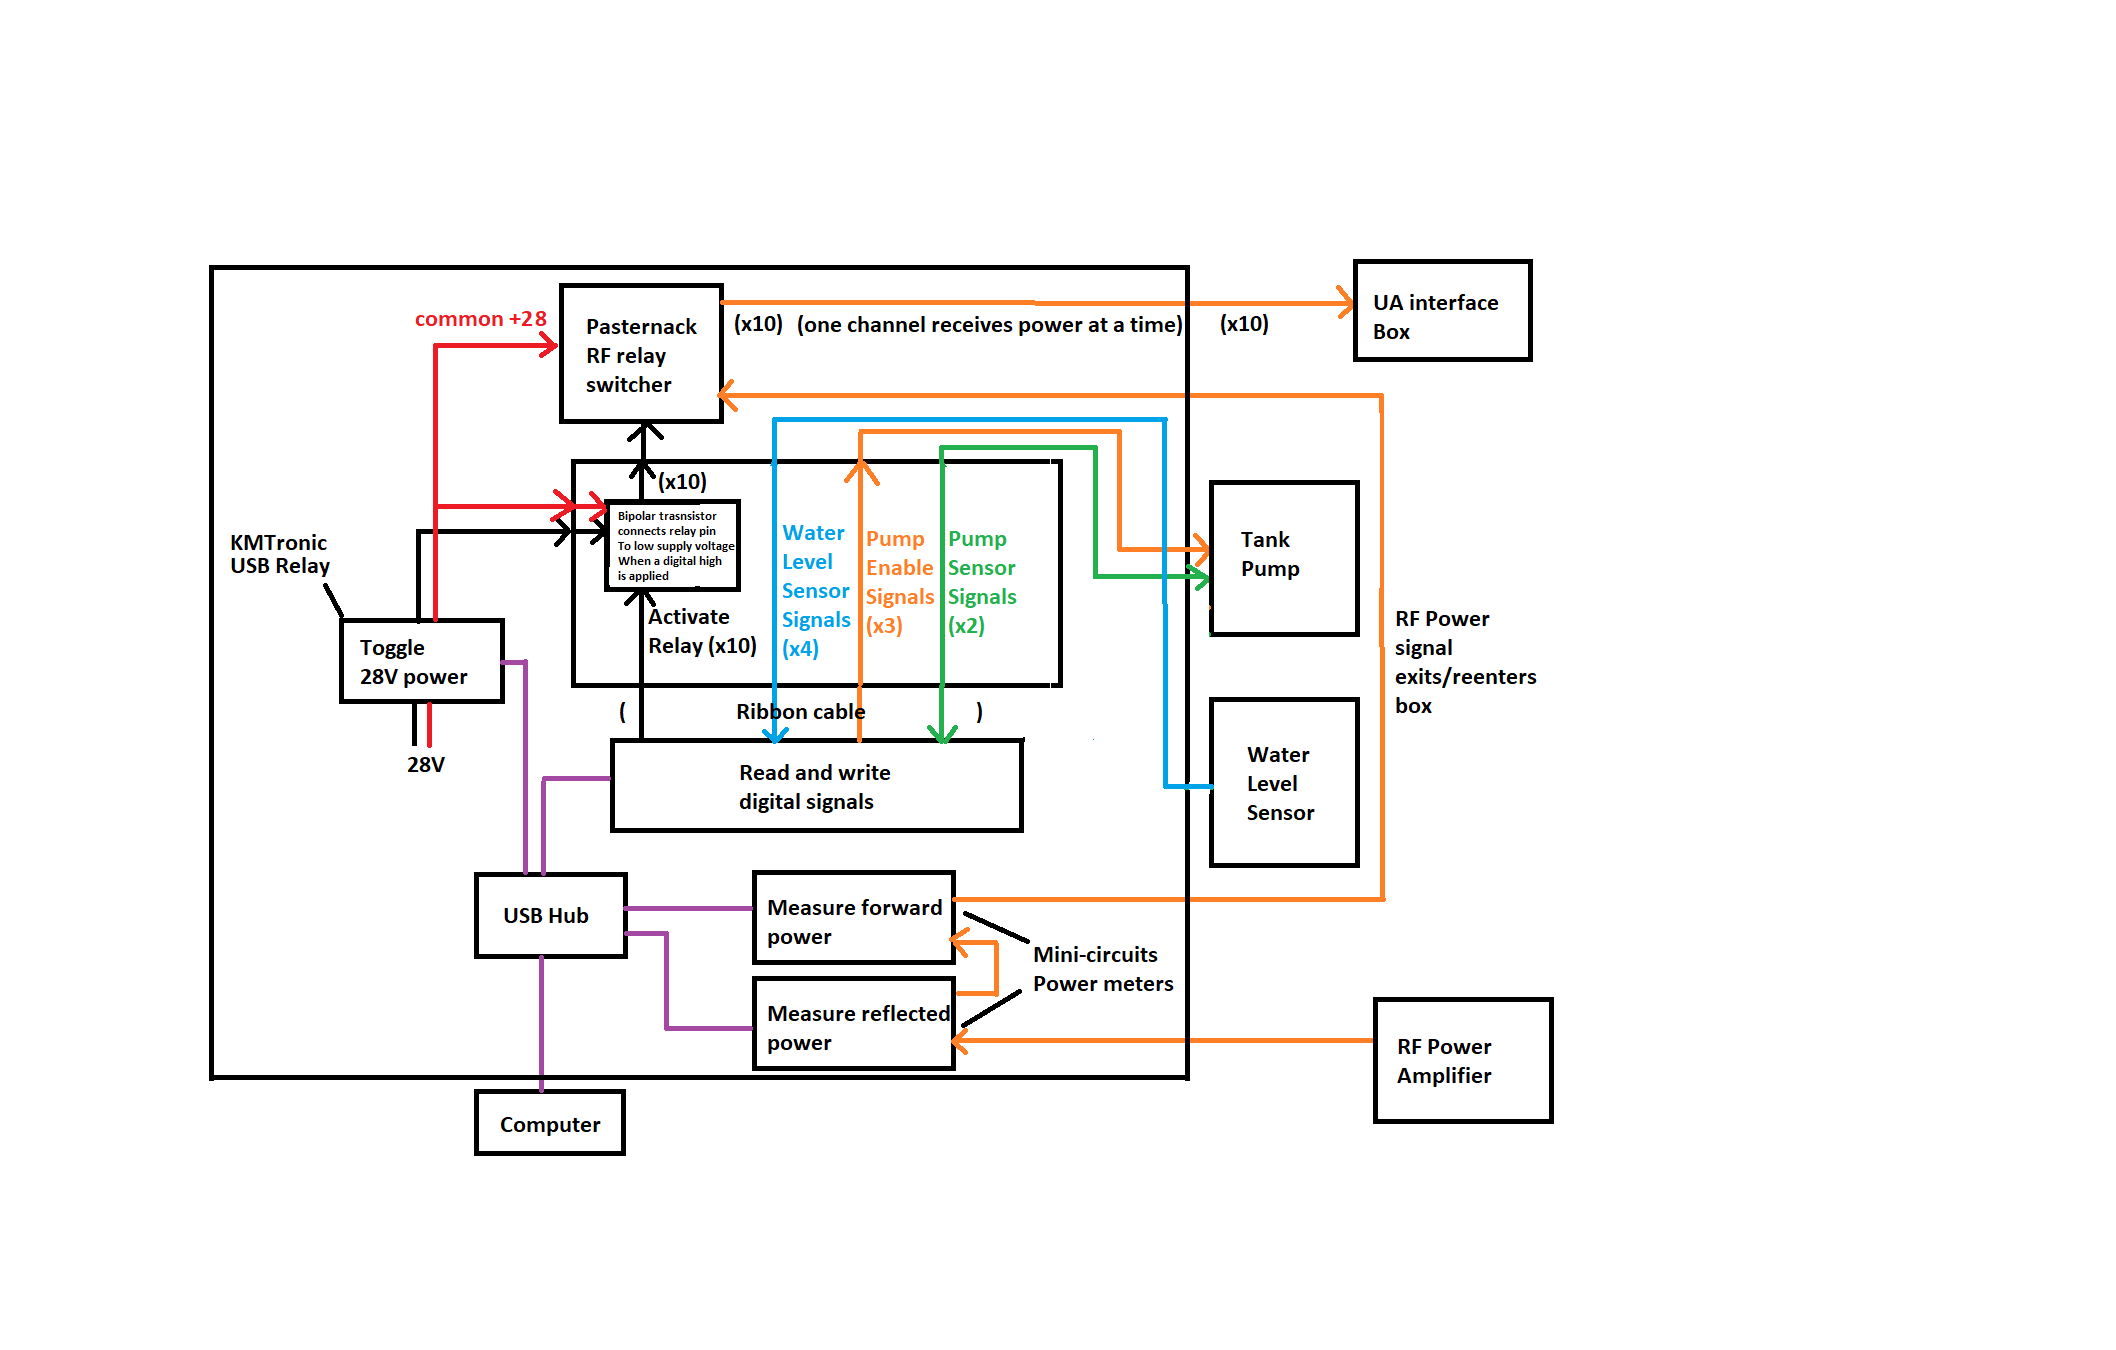 common +28
Pasternack
RF relay
switcher
(x10) (one channel receives power at a time)
(x10)
UA interface
Box
(x10)
Bipolar trasnsistor
connects relay pin
To low supply voltage
When a digital high
is applied
Activate
Relay (x10)
Water
Level
Sensor
Signals
(x4)
Pump
Enable
Signals
(x3)
Pump
Sensor
Signals
(x2)
Tank
Pump
KMTronic
USB Relay
Toggle
28V power
28V
RF Power
signal
exits/reenters
box
( Ribbon cable )
Read and write
digital signals
Water
Level
Sensor
USB Hub
Measure forward
power
Mini-circuits
Power meters
Measure reflected
power
RF Power
Amplifier
Computer